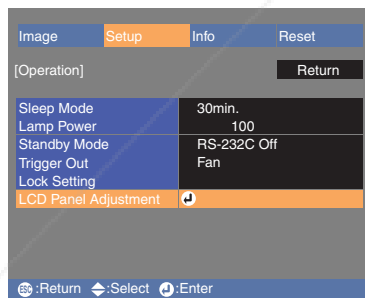 Image Setup Info Reset
[Operation] Return
Sleep Mode 30min.
Lamp Power 100
Standby Mode RS-232C Off
Trigger Out Fan
Lock Setting
LCD Panel Adjustment
ESC :Return :Select :Enter